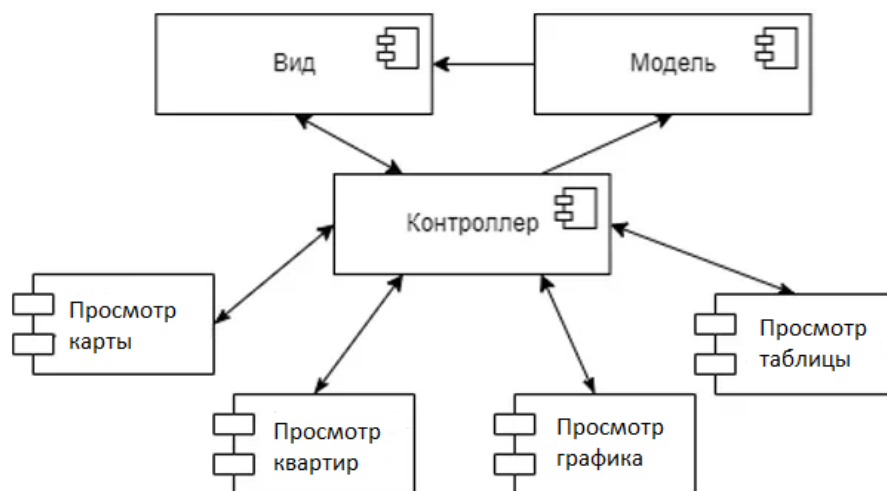 Вид
Модель
Контроллер
Просмотр
карты
Просмотр
таблицы
Просмотр
квартир
Просмотр
графика